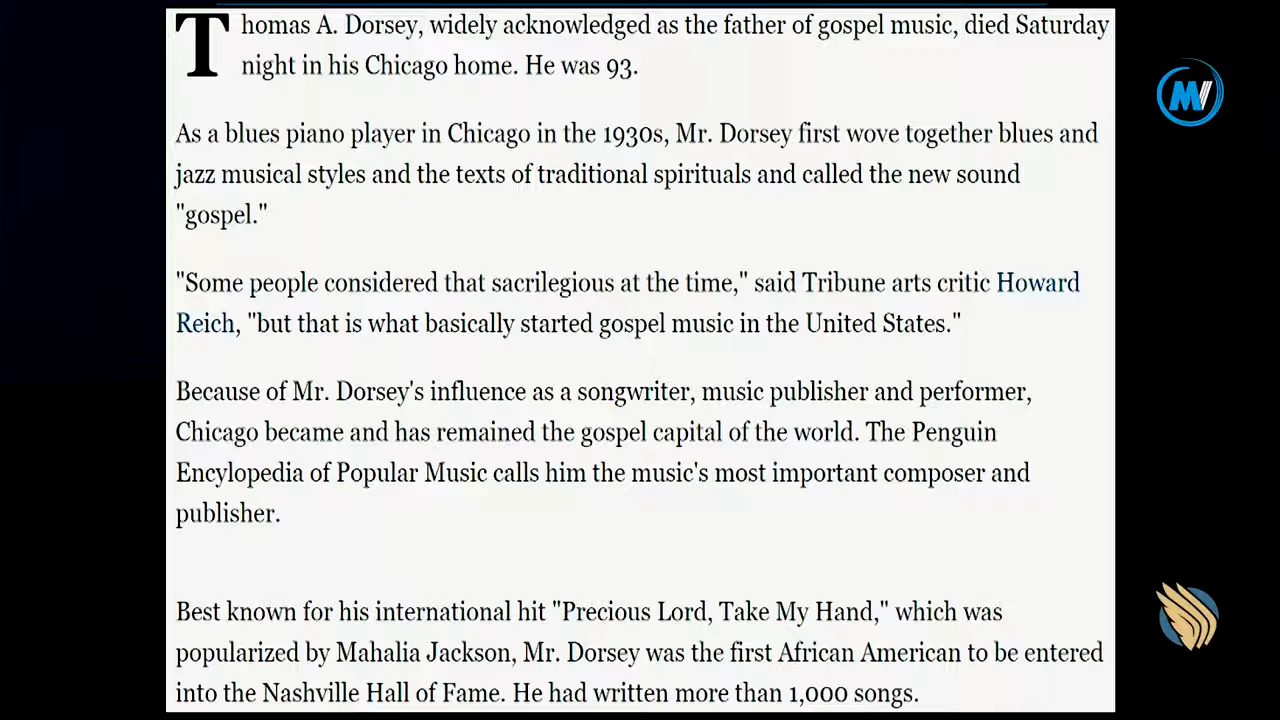 Thomas A. Dorsey, widely acknowledged as the father of gospel music, died Saturday
night in his Chicago home. He was 93.
As a blues piano player in Chicago in the 1930s, Mr. Dorsey first wove together blues and
jazz musical styles and the texts of traditional spirituals and called the new sound
"gospel."
"Some people considered that sacrilegious at the time," said Tribune arts critic Howard
Reich, "but that is what basically started gospel music in the United States."
Because of Mr. Dorsey's influence as a songwriter, music publisher and performer,
Chicago became and has remained the gospel capital of the world. The Penguin
Encylopedia of Popular Music calls him the music's most important composer and
publisher.
Best known for his international hit "Precious Lord, Take My Hand," which was
popularized by Mahalia Jackson, Mr. Dorsey was the first African American to be entered
into the Nashville Hall of Fame. He had written more than 1,000 songs.
MV